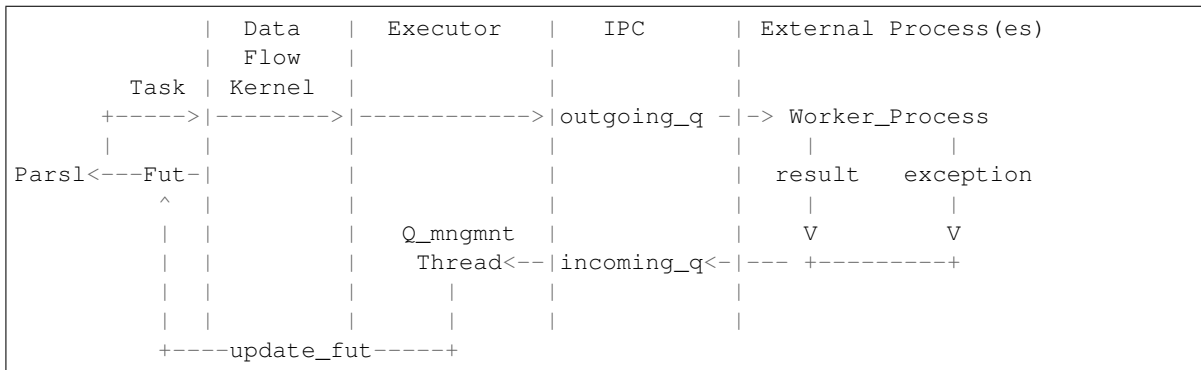 |  Data   |  Executor   |   IPC      | External Process(es)
                |  Flow   |             |            |
           Task | Kernel  |             |            |
         +----->|-------->|------------>|outgoing_q -|-> Worker_Process
         |      |         |             |            |    |         |
Parsl<---Fut-|         |             |            |  result   exception
             ^  |         |             |            |    |         |
             |  |         |   Q_mngmnt  |            |    V         V
             |  |         |    Thread<--|incoming_q<-|--- +---------+
             |  |         |      |      |            |
             |  |         |      |      |            |
             +----update_fut-----+